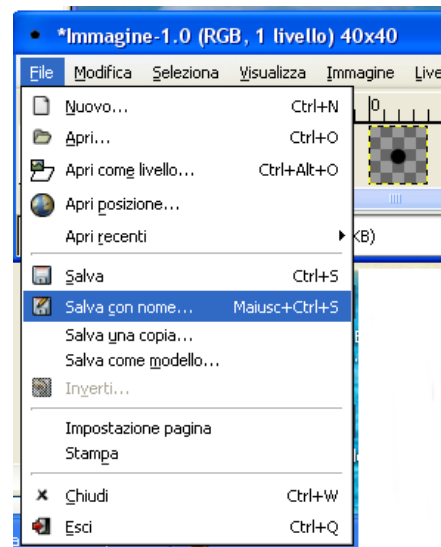 *Immagine-1.0 (RGB, 1 livello) 40x40
File Modifica Seleziona Visualizza Immagine
Nuovo... Ctrl+N
Apri... Ctrl+O
Apri come livello... Ctrl+Alt+O
Apri posizione...
Apri recenti
KB)
Salva Ctrl+S
Salva con nome... Maiusc+Ctrl+S
Salva una copia...
Salva come modello...
Inverti...
Impostazione pagina
Stampa
Chiudi Ctrl+W
Esci Ctrl+Q